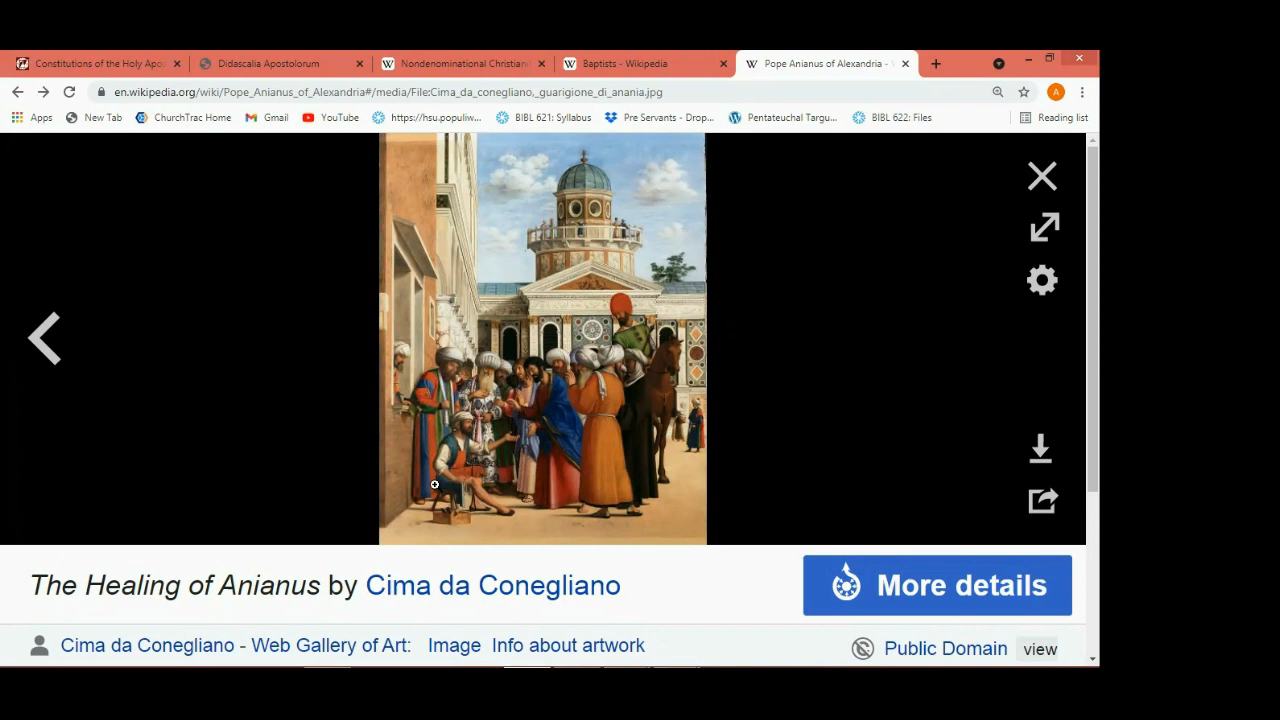 Constitutions of the Holy Apo
Didascalia Apostolorum
Nondenominational Christian
Baptists - Wikipedia
Pope Anianus of Alexandria -
en.wikipedia.org/wiki/Pope_Anianus_of_Alexandria#/media/File:Cima_da_conegliano,_guarigione_di_anania.jpg
A
Apps New Tab ChurchTrac Home Gmail YouTube https://hsu.populiw... BIBL 621: Syllabus Pre Servants - Drop... Pentateuchal Targu... BIBL 622: Files Reading list
The Healing of Anianus by Cima da Conegliano
More details
Cima da Conegliano - Web Gallery of Art: Image Info about artwork
Public Domain view